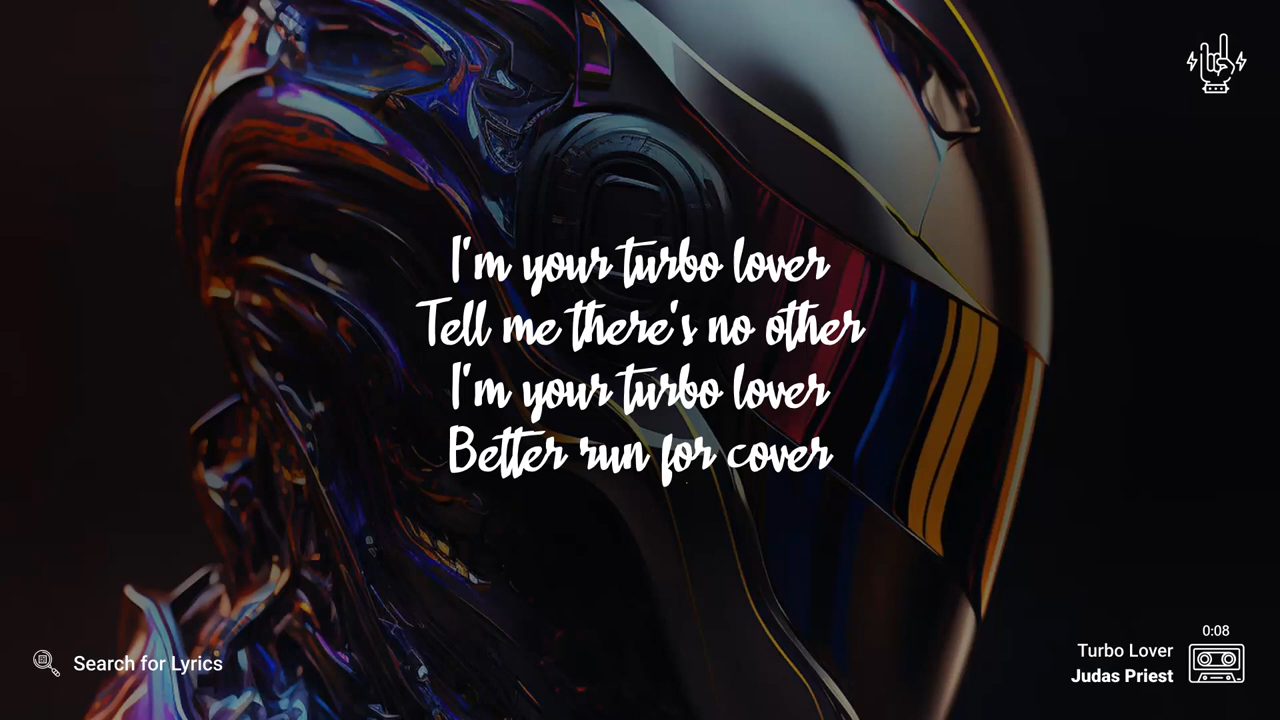 I'm your turbo lover
Tell me there's no other
I'm your turbo lover
Better run for cover
0:08
Turbo Lover
Judas Priest
Search for Lyrics